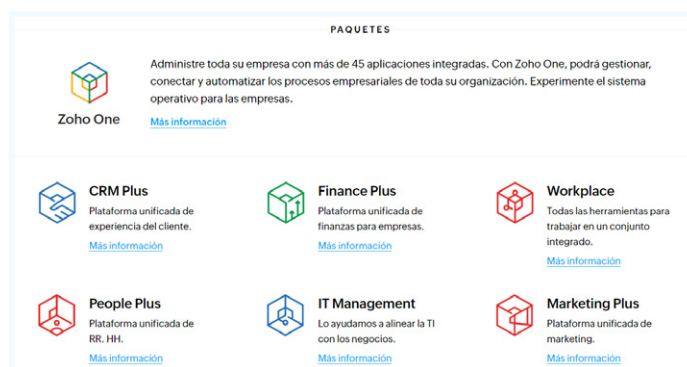 PAQUETES
Administre toda su empresa con más de 45 aplicaciones integradas. Con Zoho One, podrá gestionar,
conectar y automatizar los procesos empresariales de toda su organización. Experimente el sistema
operativo para las empresas.
Zoho One
Más información
CRM Plus
Plataforma unificada de
experiencia del cliente.
Más información
Finance Plus
Plataforma unificada de
finanzas para empresas.
Más información
Workplace
Todas las herramientas para
trabajar en un conjunto
integrado.
Más información
People Plus
Plataforma unificada de
RR. HH.
Más información
IT Management
Lo ayudamos a alinear la TI
con los negocios.
Más información
Marketing Plus
Plataforma unificada de
marketing.
Más información